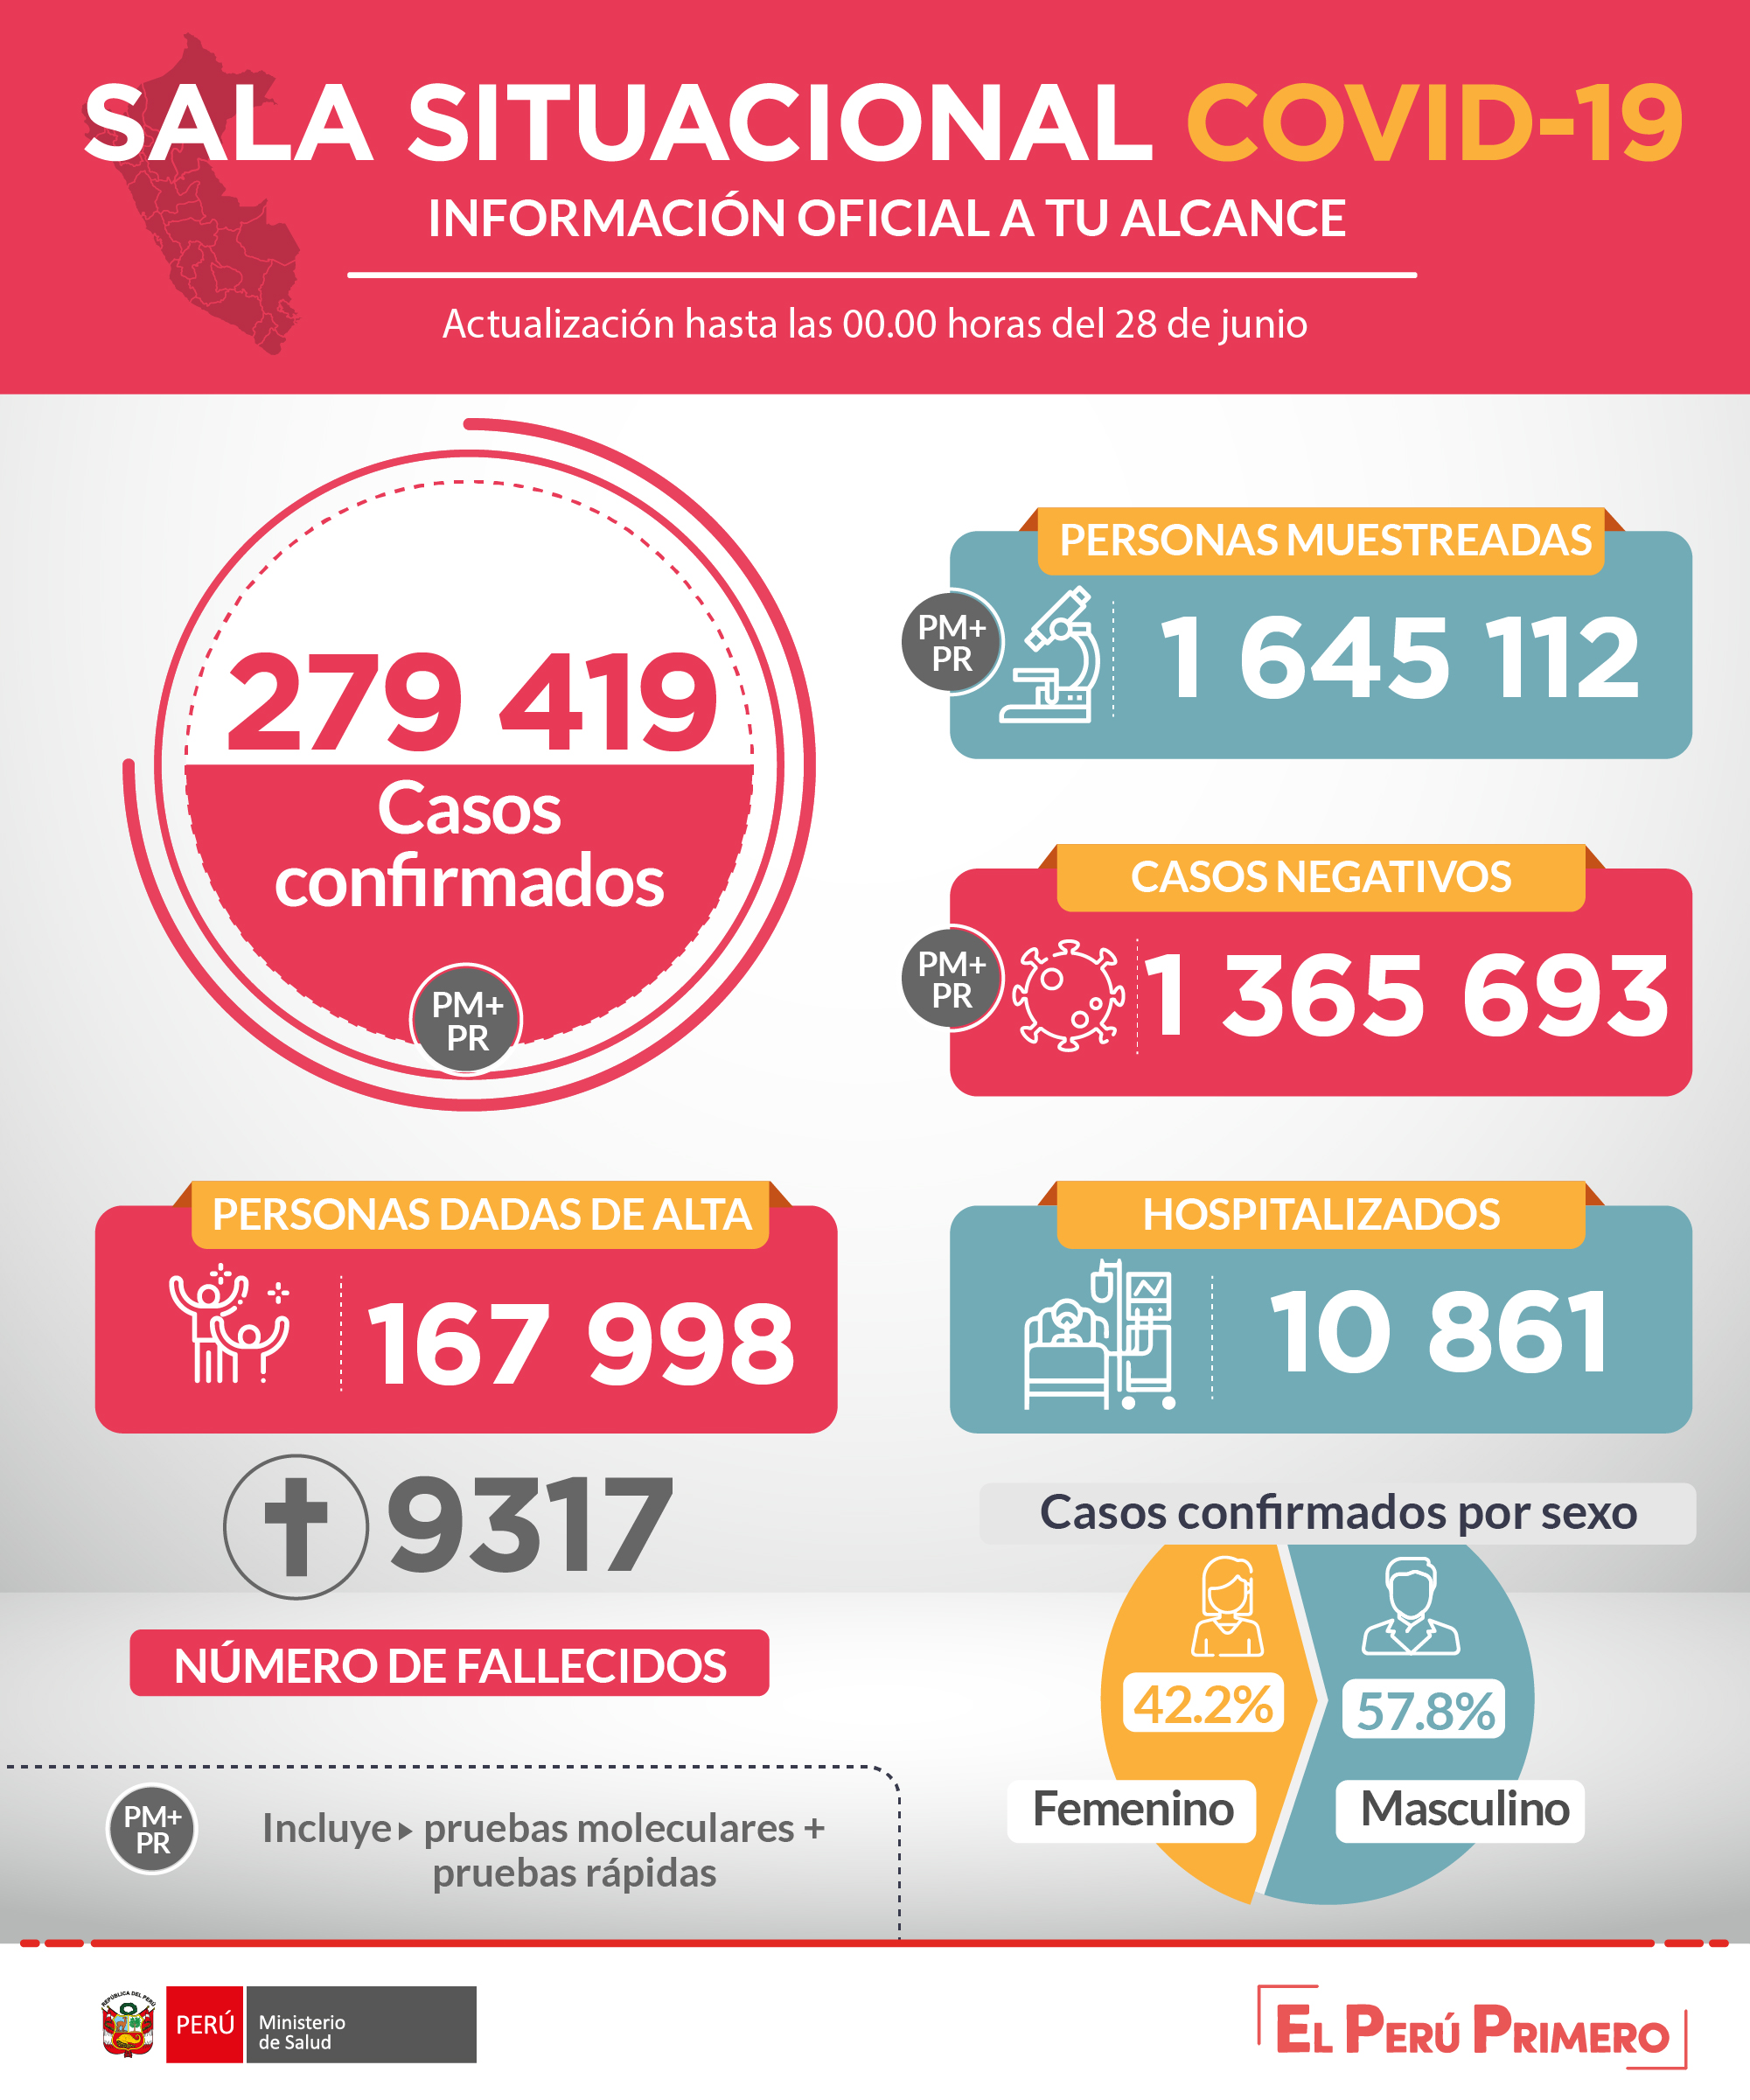 SALA SITUACIONAL COVID-19
INFORMACIÓN OFICIAL A TU ALCANCE
Actualización hasta las 00.00 horas del 28 de junio
279 419
Casos
confirmados
PM+
PR
PERSONAS MUESTREADAS
PM+
PR
1 645 112
CASOS NEGATIVOS
PM+
PR
1 365 693
PERSONAS DADAS DE ALTA
167 998
HOSPITALIZADOS
10 861
9317
NÚMERO DE FALLECIDOS
Casos confirmados por sexo
42.2%
57.8%
Femenino
Masculino
PM+
PR
Incluye pruebas moleculares +
pruebas rápidas
REPÚBLICA DEL PERÚ
PERÚ
Ministerio
de Salud
EL PERÚ PRIMERO